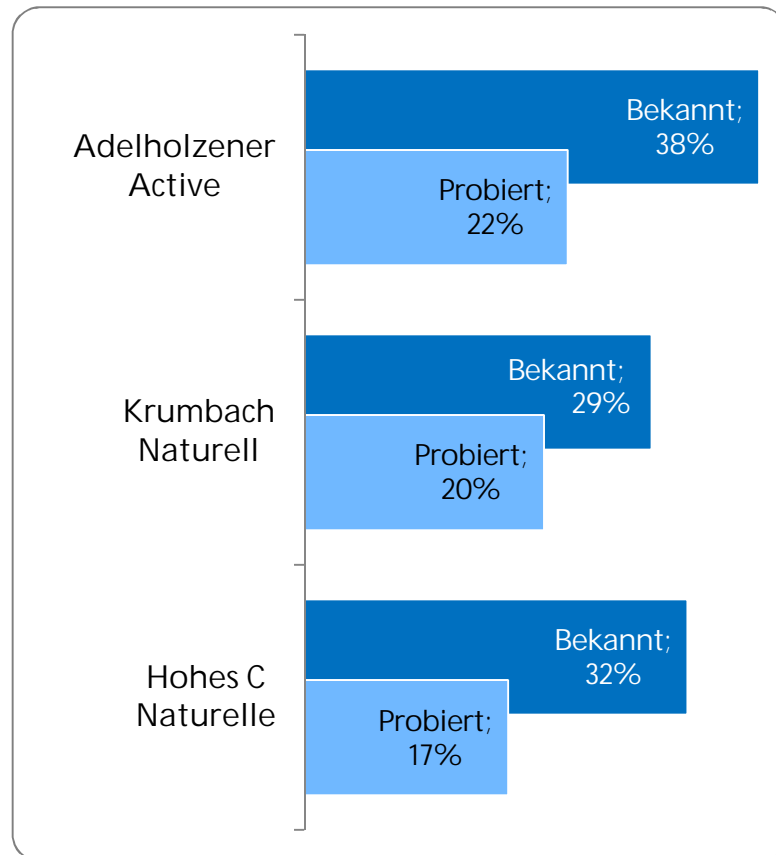 Bekannt;
38%
Adelholzener
Active
Probiert;
22%
Bekannt;
29%
Krumbach
Naturell
Probiert;
20%
Bekannt;
32%
Hohes C
Naturelle
Probiert;
17%